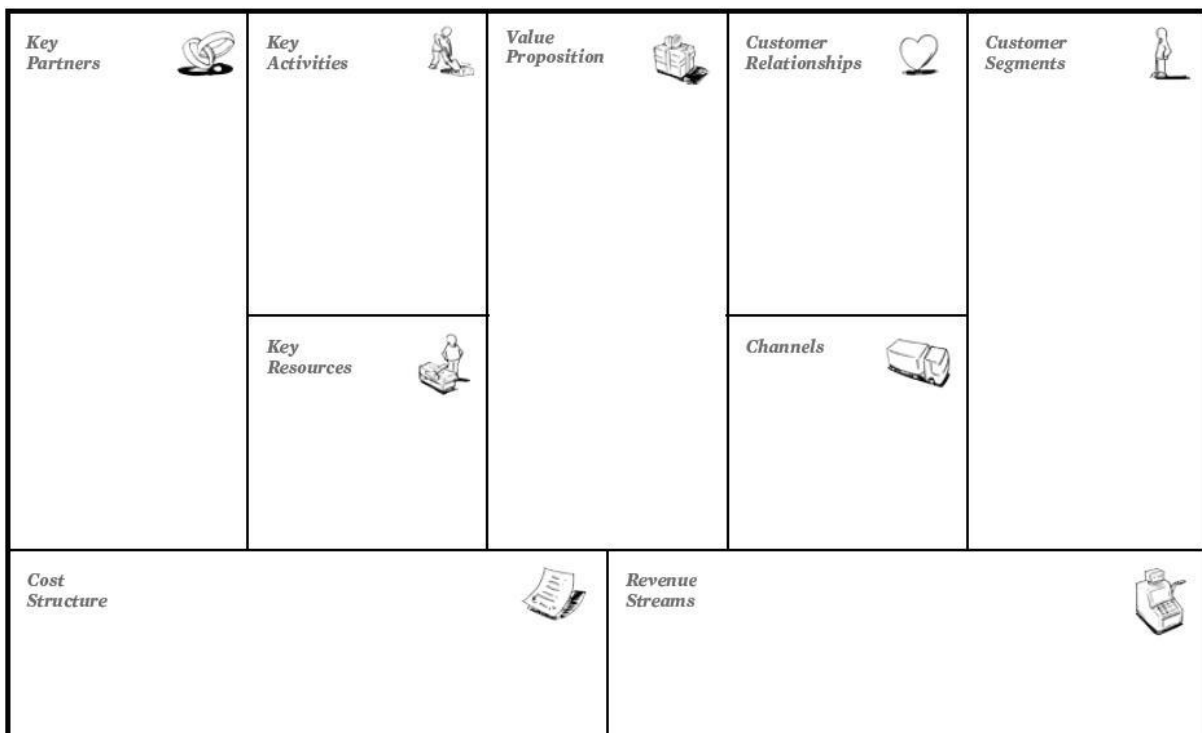 Key
Partners
Key
Activities
Value
Proposition
Customer
Relationships
Customer
Segments
Key
Resources
Channels
Cost
Structure
Revenue
Streams